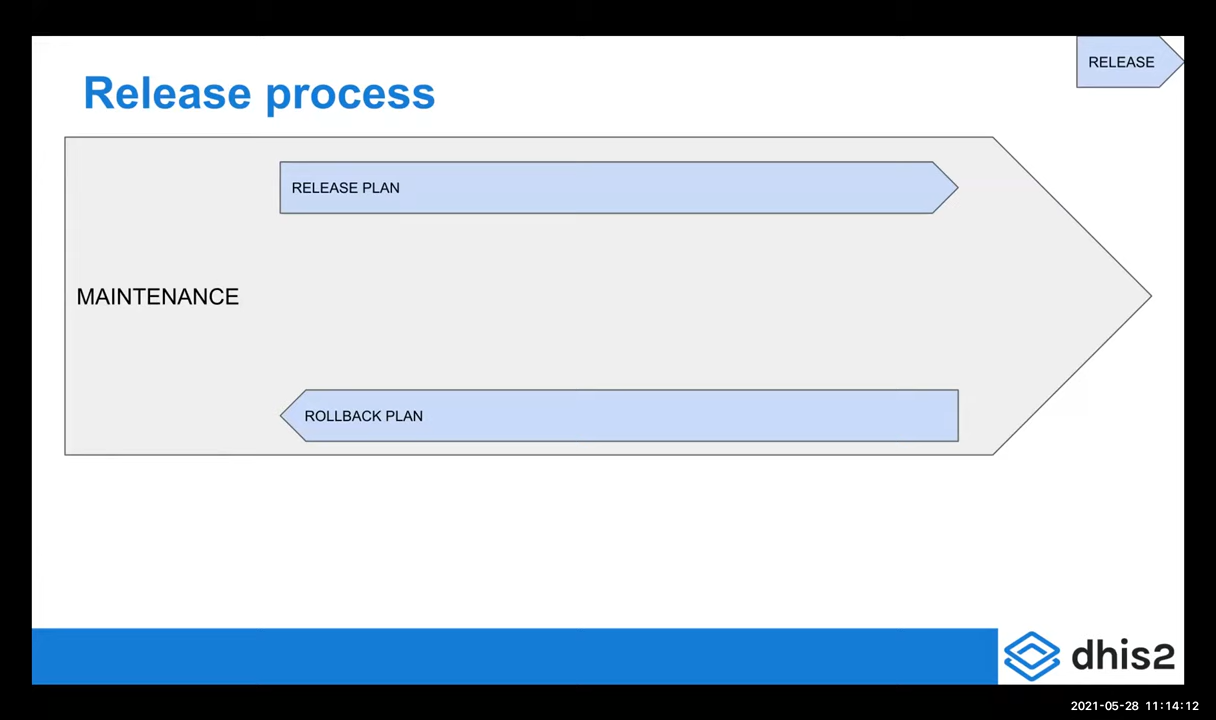 RELEASE
Release process
RELEASE PLAN
MAINTENANCE
ROLLBACK PLAN
dhis2
2021-05-28 11:14:12